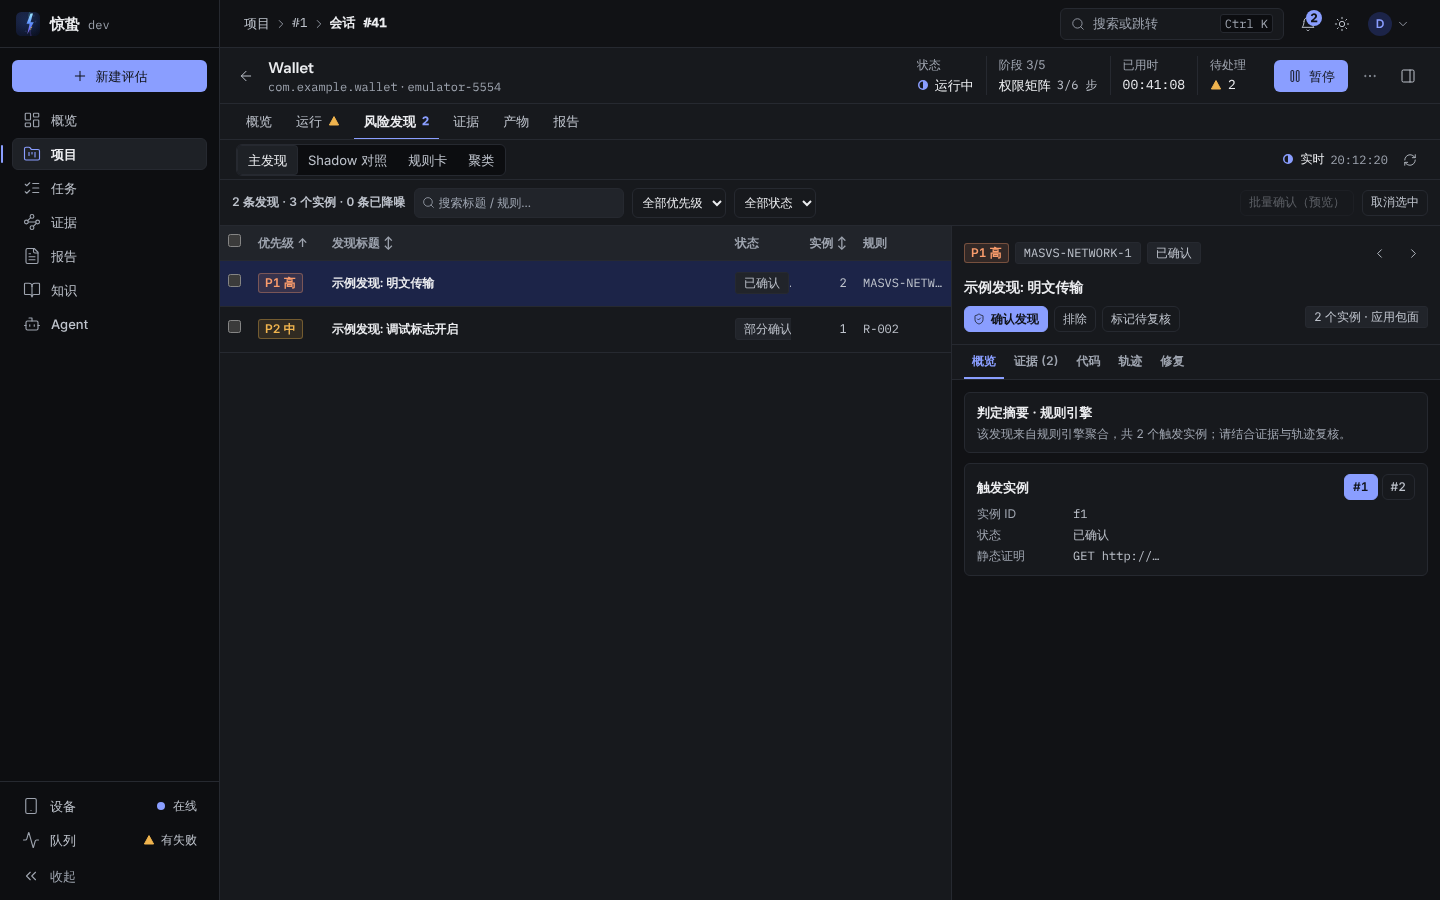 惊蛰 dev
项目 > #1 > 会话 #41
搜索或跳转 Ctrl K
2
D
新建评估
概览
项目
任务
证据
报告
知识
Agent
设备 在线
队列 有失败
收起
Wallet
com.example.wallet·emulator-5554
状态
运行中
阶段 3/5
权限矩阵 3/6 步
已用时
00:41:08
待处理
2
暂停
概览 运行 风险发现 2 证据 产物 报告
主发现 Shadow 对照 规则卡 聚类
实时 20:12:20
2 条发现 · 3 个实例 · 0 条已降噪
搜索标题 / 规则...
全部优先级
全部状态
批量确认（预览）
取消选中
优先级 发现标题 状态 实例 规则
P1 高 示例发现: 明文传输 已确认 2 MASVS-NETW…
P2 中 示例发现: 调试标志开启 部分确认 1 R-002
P1 高 MASVS-NETWORK-1 已确认
示例发现: 明文传输
确认发现 排除 标记待复核 2 个实例 · 应用包面
概览 证据 (2) 代码 轨迹 修复
判定摘要 · 规则引擎
该发现来自规则引擎聚合，共 2 个触发实例；请结合证据与轨迹复核。
触发实例 #1 #2
实例 ID f1
状态 已确认
静态证明 GET http://…